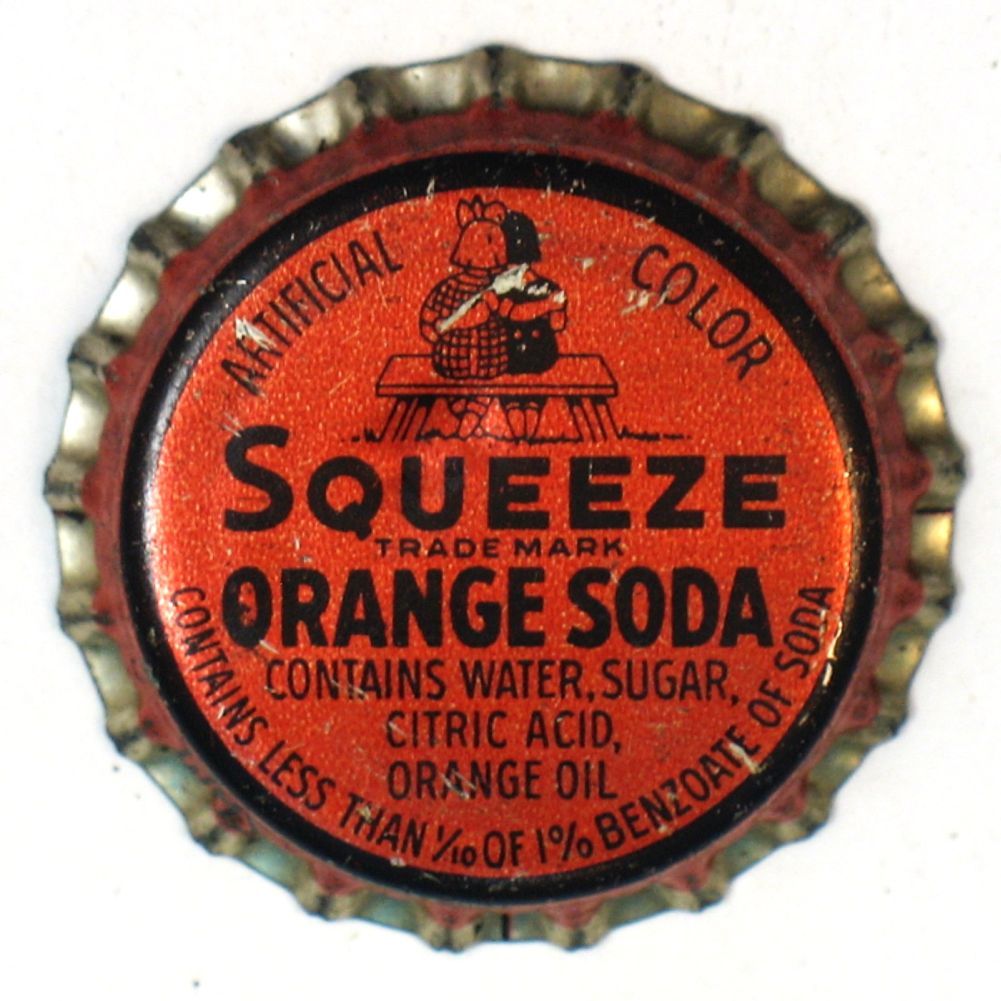 ARTIFICIAL COLOR
SQUEEZE
TRADE MARK
ORANGE SODA
CONTAINS WATER, SUGAR,
CITRIC ACID,
ORANGE OIL
CONTAINS LESS THAN 1/10 OF 1% BENZOATE OF SODA